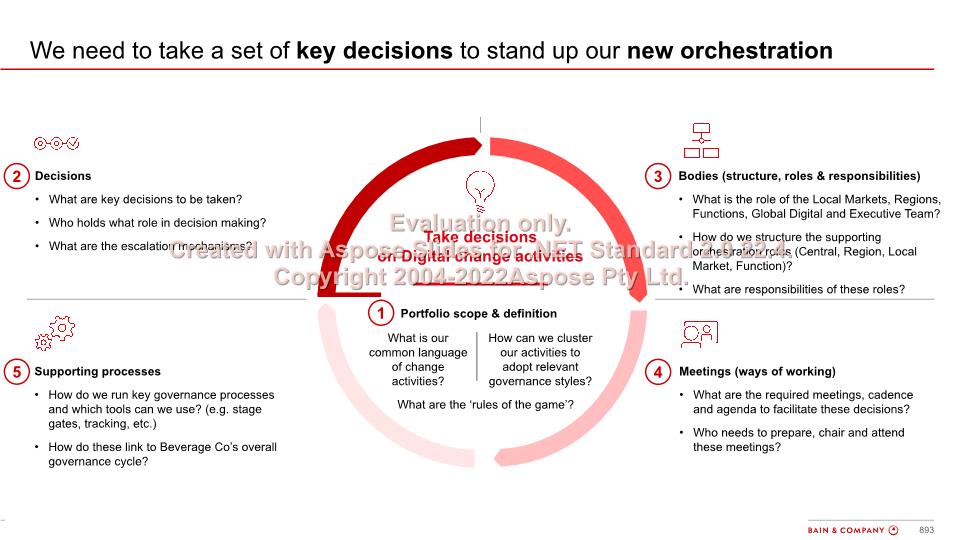 We need to take a set of key decisions to stand up our new orchestration
2
Decisions
• What are key decisions to be taken?
• Who holds what role in decision making?
• What are the escalation mechanisms?
3
Bodies (structure, roles & responsibilities)
• What is the role of the Local Markets, Regions,
Functions, Global Digital and Executive Team?
• How do we structure the supporting
orchestration roles (Central, Region, Local
Market, Function)?
• What are responsibilities of these roles?
Take decisions
on Digital change activities
Evaluation only.
Created with Aspose.Slides for .NET Standard 2.0 22.4.
Copyright 2004-2022Aspose Pty Ltd.
1
Portfolio scope & definition
What is our
common language
of change
activities?
How can we cluster
our activities to
adopt relevant
governance styles?
What are the ‘rules of the game’?
5
Supporting processes
• How do we run key governance processes
and which tools can we use? (e.g. stage
gates, tracking, etc.)
• How do these link to Beverage Co’s overall
governance cycle?
4
Meetings (ways of working)
• What are the required meetings, cadence
and agenda to facilitate these decisions?
• Who needs to prepare, chair and attend
these meetings?
BAIN & COMPANY
893